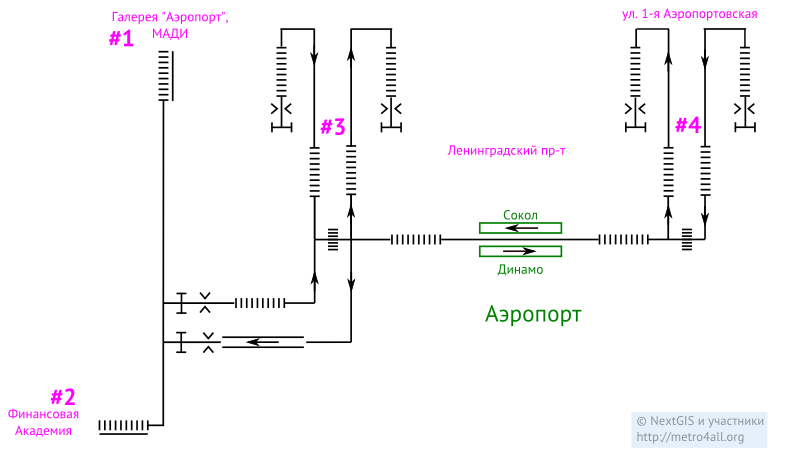 Галерея "Аэропорт",
МАДИ
#1
ул. 1-я Аэропортовская
#3
#4
Ленинградский пр-т
Сокол
Динамо
Аэропорт
#2
Финансовая
Академия
© NextGIS и участники
http://metro4all.org